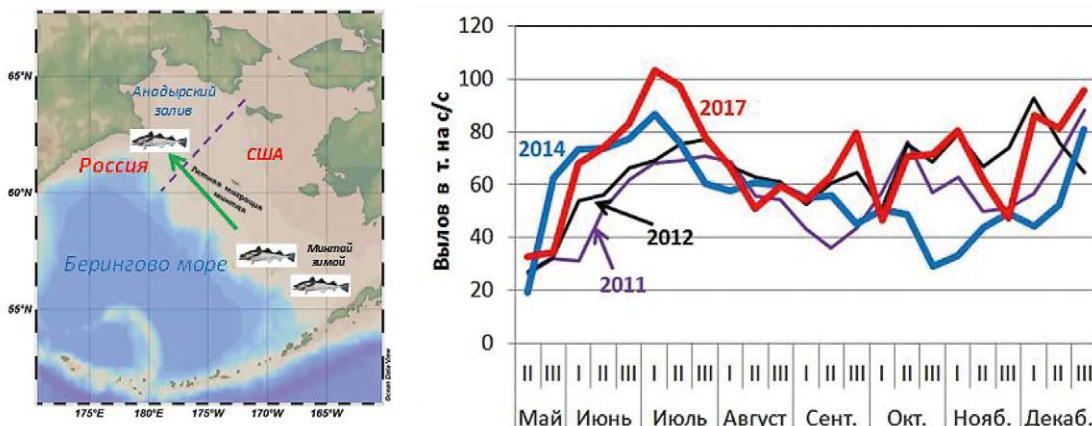 65°N
60°N
55°N
175°E
180°W
175°W
170°W
165°W
Анодырский
залив
Россия
США
Летняя миграция
минтая
Минтай
зимой
Берингово море
Ocean Data View
Вылов в т. на с/с
120
100
80
60
40
20
0
2017
2014
2012
2011
II III I II III I II III I II III I II III I II III I II III I II III
Май Июнь Июль Август Сент. Окт. Нояб. Декаб.